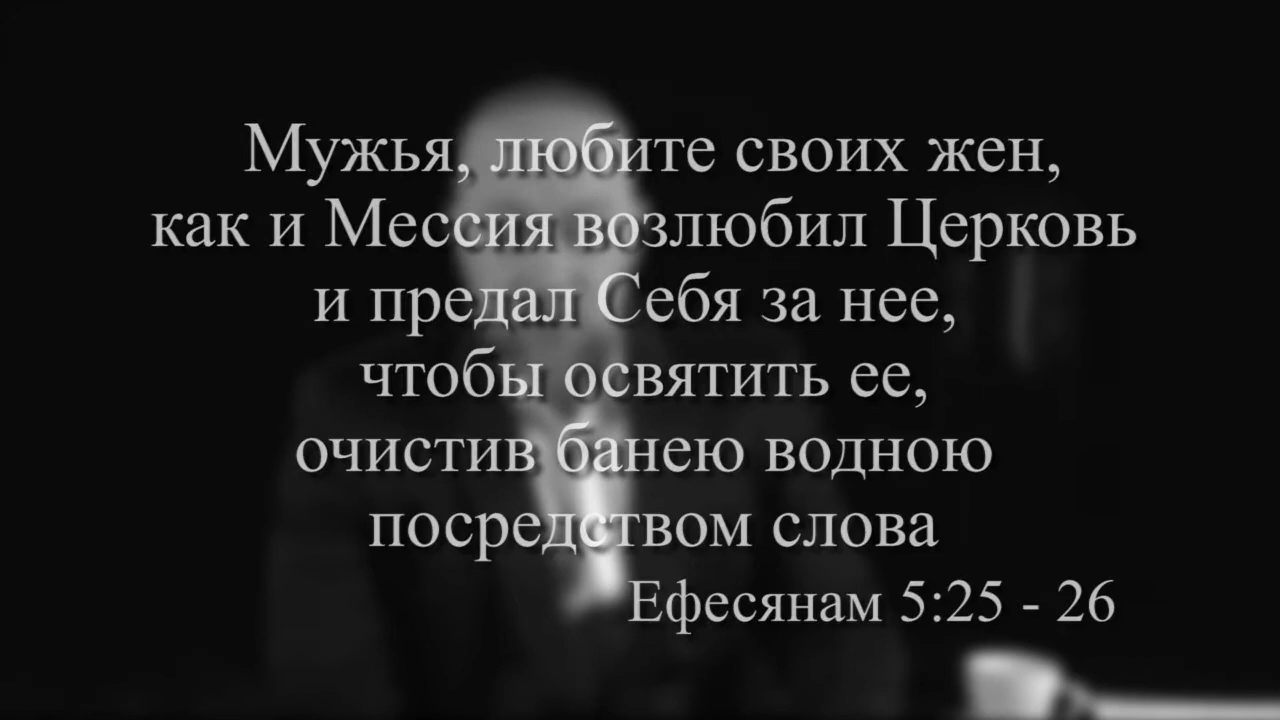 Мужья, любите своих жен,
как и Мессия возлюбил Церковь
и предал Себя за нее,
чтобы освятить ее,
очистив банею водною
посредством слова
Ефесянам 5:25 - 26